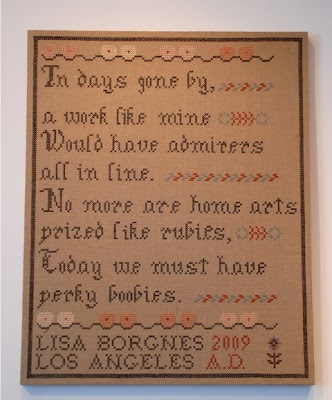 In days gone by,
a work like mine
Would have admirers
all in line.
No more are home arts
prized like rubies,
Today we must have
perky boobies.
LISA BORGNES 2009
LOS ANGELES A.D.